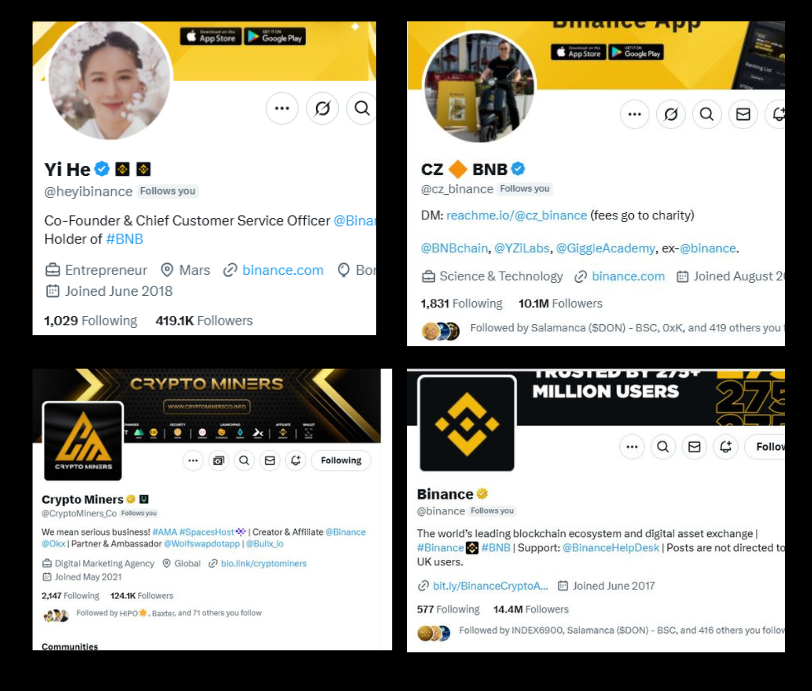 Download on the App Store
GET IT ON Google Play
Yi He
@heyibinance Follows you
Co-Founder & Chief Customer Service Officer @Binan
Holder of #BNB
Entrepreneur Mars binance.com Bor
Joined June 2018
1,029 Following 419.1K Followers
Binance App
Download on the App Store
GET IT ON Google Play
CZ 🔶 BNB
@cz_binance Follows you
DM: reachme.io/@cz_binance (fees go to charity)
@BNBchain, @YZiLabs, @GiggleAcademy, ex-@binance.
Science & Technology binance.com Joined August 20
1,831 Following 10.1M Followers
Followed by Salamanca ($DON) - BSC, 0xK, and 419 others you f
CRYPTO MINERS
WWW.CRYPTOMINERSCO.INFO
SECURITY LAUNCHPAD AFFILIATE WALLET
CRYPTO MINERS
Following
Crypto Miners
@CryptoMiners_Co Follows you
We mean serious business! #AMA #SpacesHost | Creator & Affiliate @Binance
@Okx | Partner & Ambassador @Wolfswapdotapp | @Bullx_io
Digital Marketing Agency Global bio.link/cryptominers
Joined May 2021
2,147 Following 124.1K Followers
Followed by HIPO, Baxter, and 71 others you follow
Communities
TRUSTED BY 275+
MILLION USERS
275
Follow
Binance
@binance Follows you
The world's leading blockchain ecosystem and digital asset exchange |
#Binance #BNB | Support: @BinanceHelpDesk | Posts are not directed to
UK users.
bit.ly/BinanceCryptoA... Joined June 2017
577 Following 14.4M Followers
Followed by INDEX6900, Salamanca ($DON) - BSC, and 416 others you follow